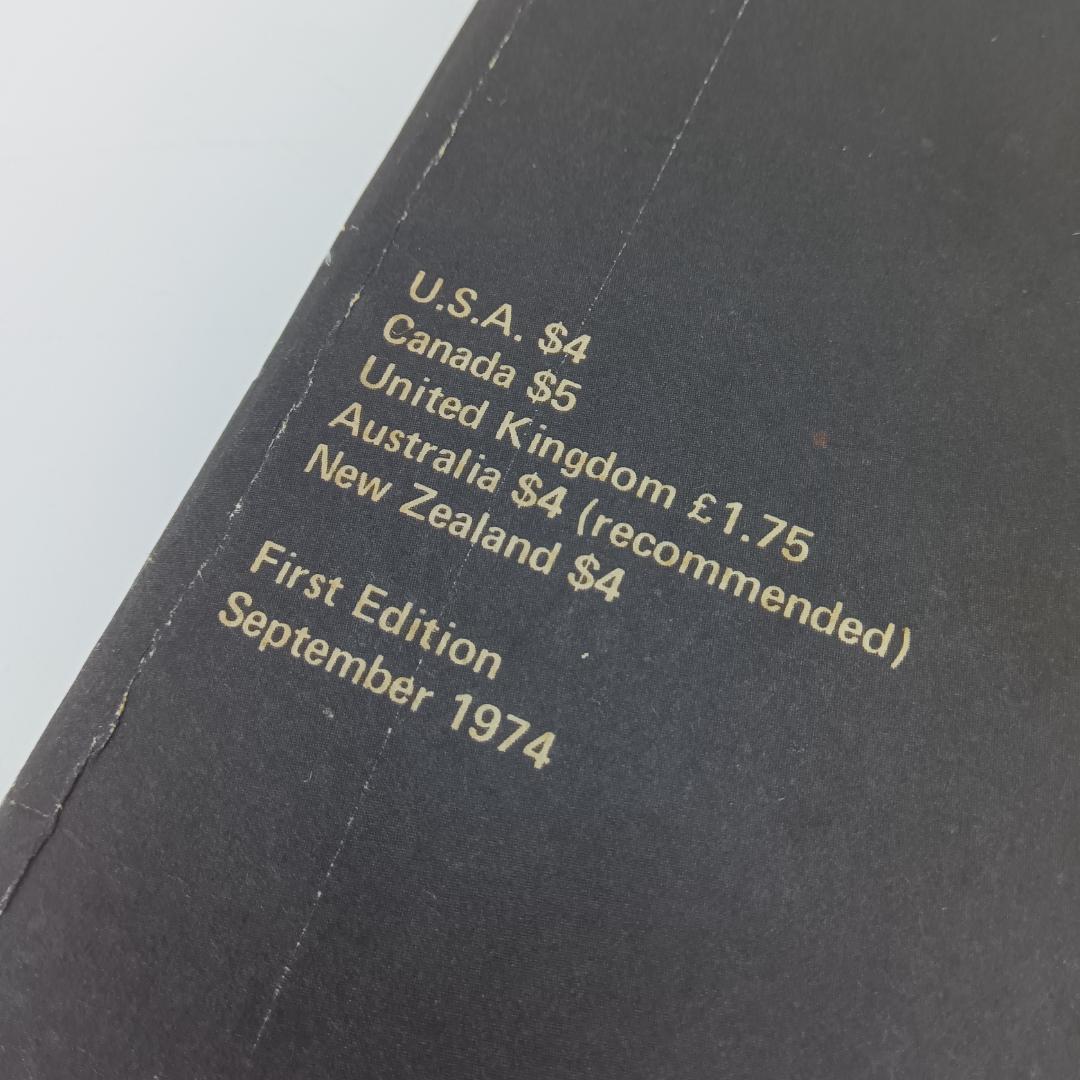 U.S.A. $4
Canada $5
United Kingdom £1.75
Australia $4 (recommended)
New Zealand $4
First Edition
September 1974